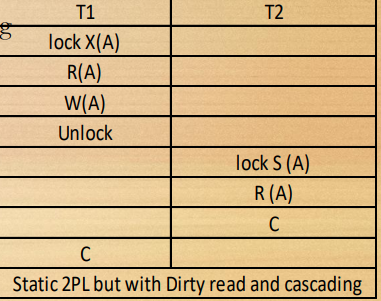 g
T1 T2
lock X(A)
R(A)
W(A)
Unlock
lock S (A)
R (A)
C
C
Static 2PL but with Dirty read and cascading